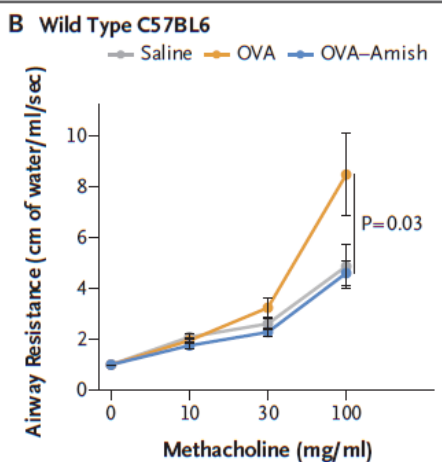 B Wild Type C57BL6
Saline OVA OVA–Amish
Airway Resistance (cm of water/ml/sec)
10
8
6
4
2
0
P=0.03
0 10 30 100
Methacholine (mg/ml)